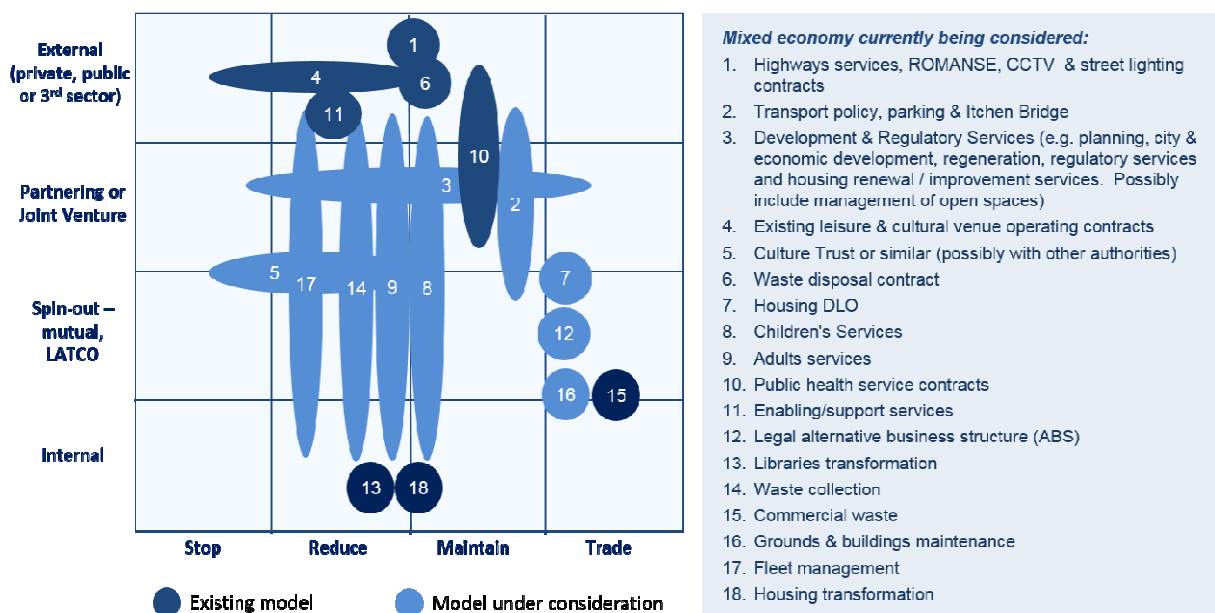 External
(private, public
or 3rd sector)
Partnering or
Joint Venture
Spin-out –
mutual,
LATCO
Internal
1
4
6
11
10
3
2
5
17
14
9
8
7
12
16
15
13
18
Stop
Reduce
Maintain
Trade
Existing model
Model under consideration
Mixed economy currently being considered:
1. Highways services, ROMANSE, CCTV & street lighting
contracts
2. Transport policy, parking & Itchen Bridge
3. Development & Regulatory Services (e.g. planning, city &
economic development, regeneration, regulatory services
and housing renewal / improvement services. Possibly
include management of open spaces)
4. Existing leisure & cultural venue operating contracts
5. Culture Trust or similar (possibly with other authorities)
6. Waste disposal contract
7. Housing DLO
8. Children's Services
9. Adults services
10. Public health service contracts
11. Enabling/support services
12. Legal alternative business structure (ABS)
13. Libraries transformation
14. Waste collection
15. Commercial waste
16. Grounds & buildings maintenance
17. Fleet management
18. Housing transformation